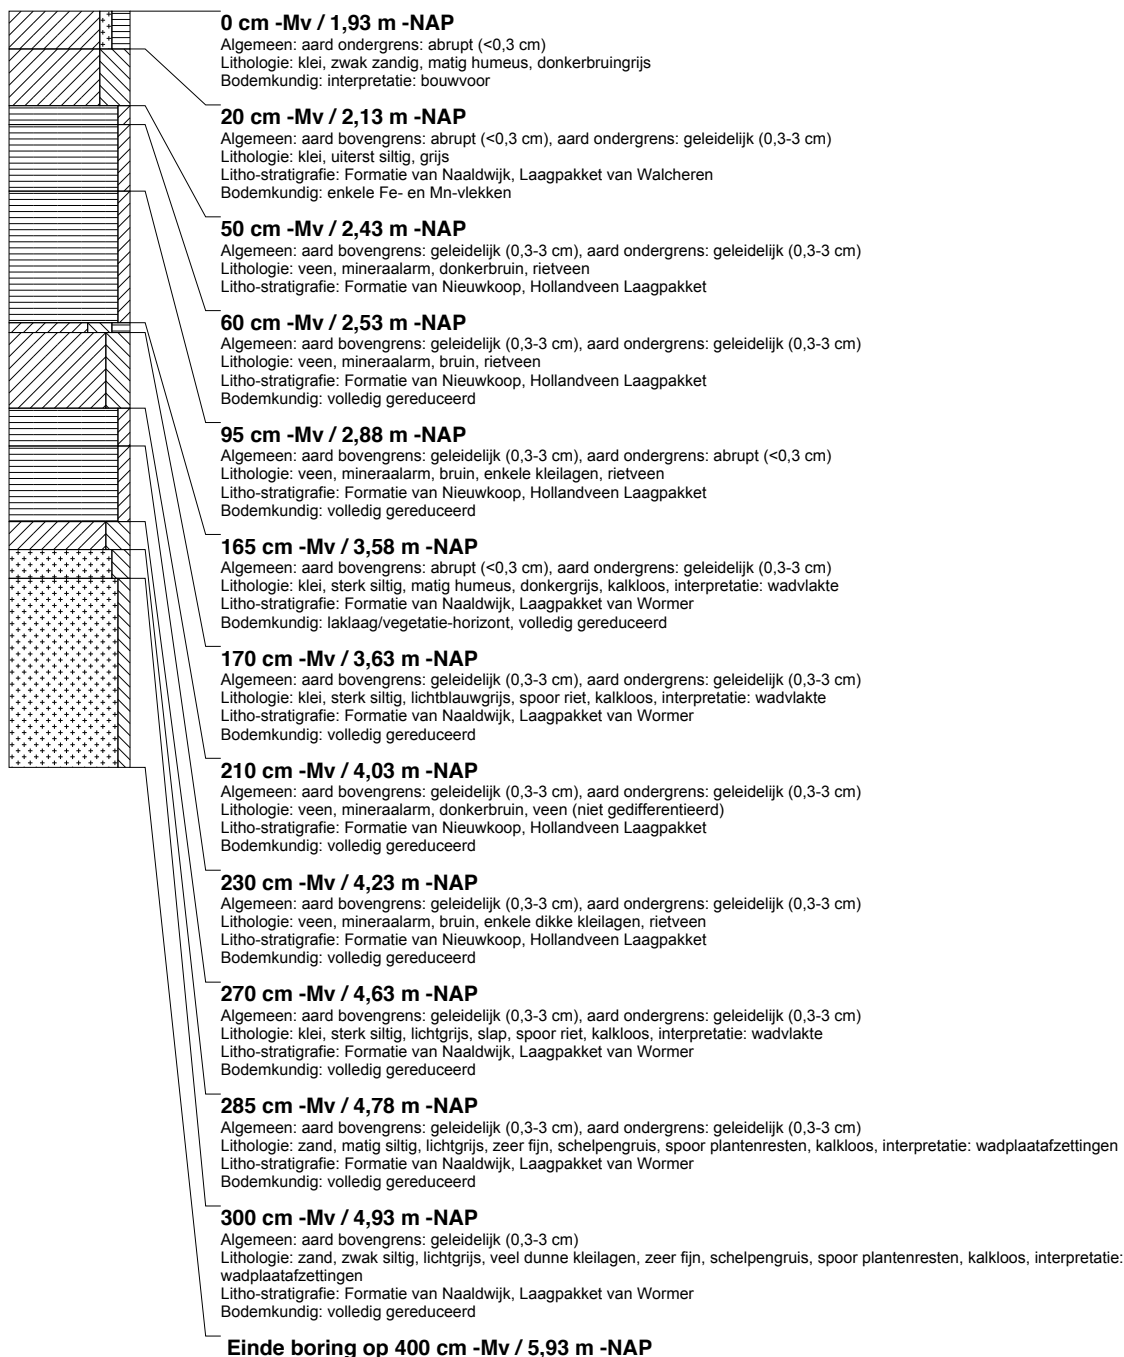 0 cm -Mv / 1,93 m -NAP
Algemeen: aard ondergrens: abrupt (<0,3 cm)
Lithologie: klei, zwak zandig, matig humeus, donkerbruingrijs
Bodemkundig: interpretatie: bouwvoor
20 cm -Mv / 2,13 m -NAP
Algemeen: aard bovengrens: abrupt (<0,3 cm), aard ondergrens: geleidelijk (0,3-3 cm)
Lithologie: klei, uiterst siltig, grijs
Litho-stratigrafie: Formatie van Naaldwijk, Laagpakket van Walcheren
Bodemkundig: enkele Fe- en Mn-vlekken
50 cm -Mv / 2,43 m -NAP
Algemeen: aard bovengrens: geleidelijk (0,3-3 cm), aard ondergrens: geleidelijk (0,3-3 cm)
Lithologie: veen, mineraalarm, donkerbruin, rietveen
Litho-stratigrafie: Formatie van Nieuwkoop, Hollandveen Laagpakket
60 cm -Mv / 2,53 m -NAP
Algemeen: aard bovengrens: geleidelijk (0,3-3 cm), aard ondergrens: geleidelijk (0,3-3 cm)
Lithologie: veen, mineraalarm, bruin, rietveen
Litho-stratigrafie: Formatie van Nieuwkoop, Hollandveen Laagpakket
Bodemkundig: volledig gereduceerd
95 cm -Mv / 2,88 m -NAP
Algemeen: aard bovengrens: geleidelijk (0,3-3 cm), aard ondergrens: abrupt (<0,3 cm)
Lithologie: veen, mineraalarm, bruin, enkele kleilagen, rietveen
Litho-stratigrafie: Formatie van Nieuwkoop, Hollandveen Laagpakket
Bodemkundig: volledig gereduceerd
165 cm -Mv / 3,58 m -NAP
Algemeen: aard bovengrens: abrupt (<0,3 cm), aard ondergrens: geleidelijk (0,3-3 cm)
Lithologie: klei, sterk siltig, matig humeus, donkergrijs, kalkloos, interpretatie: wadvlakte
Litho-stratigrafie: Formatie van Naaldwijk, Laagpakket van Wormer
Bodemkundig: laklaag/vegetatie-horizont, volledig gereduceerd
170 cm -Mv / 3,63 m -NAP
Algemeen: aard bovengrens: geleidelijk (0,3-3 cm), aard ondergrens: geleidelijk (0,3-3 cm)
Lithologie: klei, sterk siltig, lichtblauwgrijs, spoor riet, kalkloos, interpretatie: wadvlakte
Litho-stratigrafie: Formatie van Naaldwijk, Laagpakket van Wormer
Bodemkundig: volledig gereduceerd
210 cm -Mv / 4,03 m -NAP
Algemeen: aard bovengrens: geleidelijk (0,3-3 cm), aard ondergrens: geleidelijk (0,3-3 cm)
Lithologie: veen, mineraalarm, donkerbruin, veen (niet gedifferentieerd)
Litho-stratigrafie: Formatie van Nieuwkoop, Hollandveen Laagpakket
Bodemkundig: volledig gereduceerd
230 cm -Mv / 4,23 m -NAP
Algemeen: aard bovengrens: geleidelijk (0,3-3 cm), aard ondergrens: geleidelijk (0,3-3 cm)
Lithologie: veen, mineraalarm, bruin, enkele dikke kleilagen, rietveen
Litho-stratigrafie: Formatie van Nieuwkoop, Hollandveen Laagpakket
Bodemkundig: volledig gereduceerd
270 cm -Mv / 4,63 m -NAP
Algemeen: aard bovengrens: geleidelijk (0,3-3 cm), aard ondergrens: geleidelijk (0,3-3 cm)
Lithologie: klei, sterk siltig, lichtgrijs, slap, spoor riet, kalkloos, interpretatie: wadvlakte
Litho-stratigrafie: Formatie van Naaldwijk, Laagpakket van Wormer
Bodemkundig: volledig gereduceerd
285 cm -Mv / 4,78 m -NAP
Algemeen: aard bovengrens: geleidelijk (0,3-3 cm), aard ondergrens: geleidelijk (0,3-3 cm)
Lithologie: zand, matig siltig, lichtgrijs, zeer fijn, schelpengruis, spoor plantenresten, kalkloos, interpretatie: wadplaatafzettingen
Litho-stratigrafie: Formatie van Naaldwijk, Laagpakket van Wormer
Bodemkundig: volledig gereduceerd
300 cm -Mv / 4,93 m -NAP
Algemeen: aard bovengrens: geleidelijk (0,3-3 cm)
Lithologie: zand, zwak siltig, lichtgrijs, veel dunne kleilagen, zeer fijn, schelpengruis, spoor plantenresten, kalkloos, interpretatie:
wadplaatafzettingen
Litho-stratigrafie: Formatie van Naaldwijk, Laagpakket van Wormer
Bodemkundig: volledig gereduceerd
Einde boring op 400 cm -Mv / 5,93 m -NAP